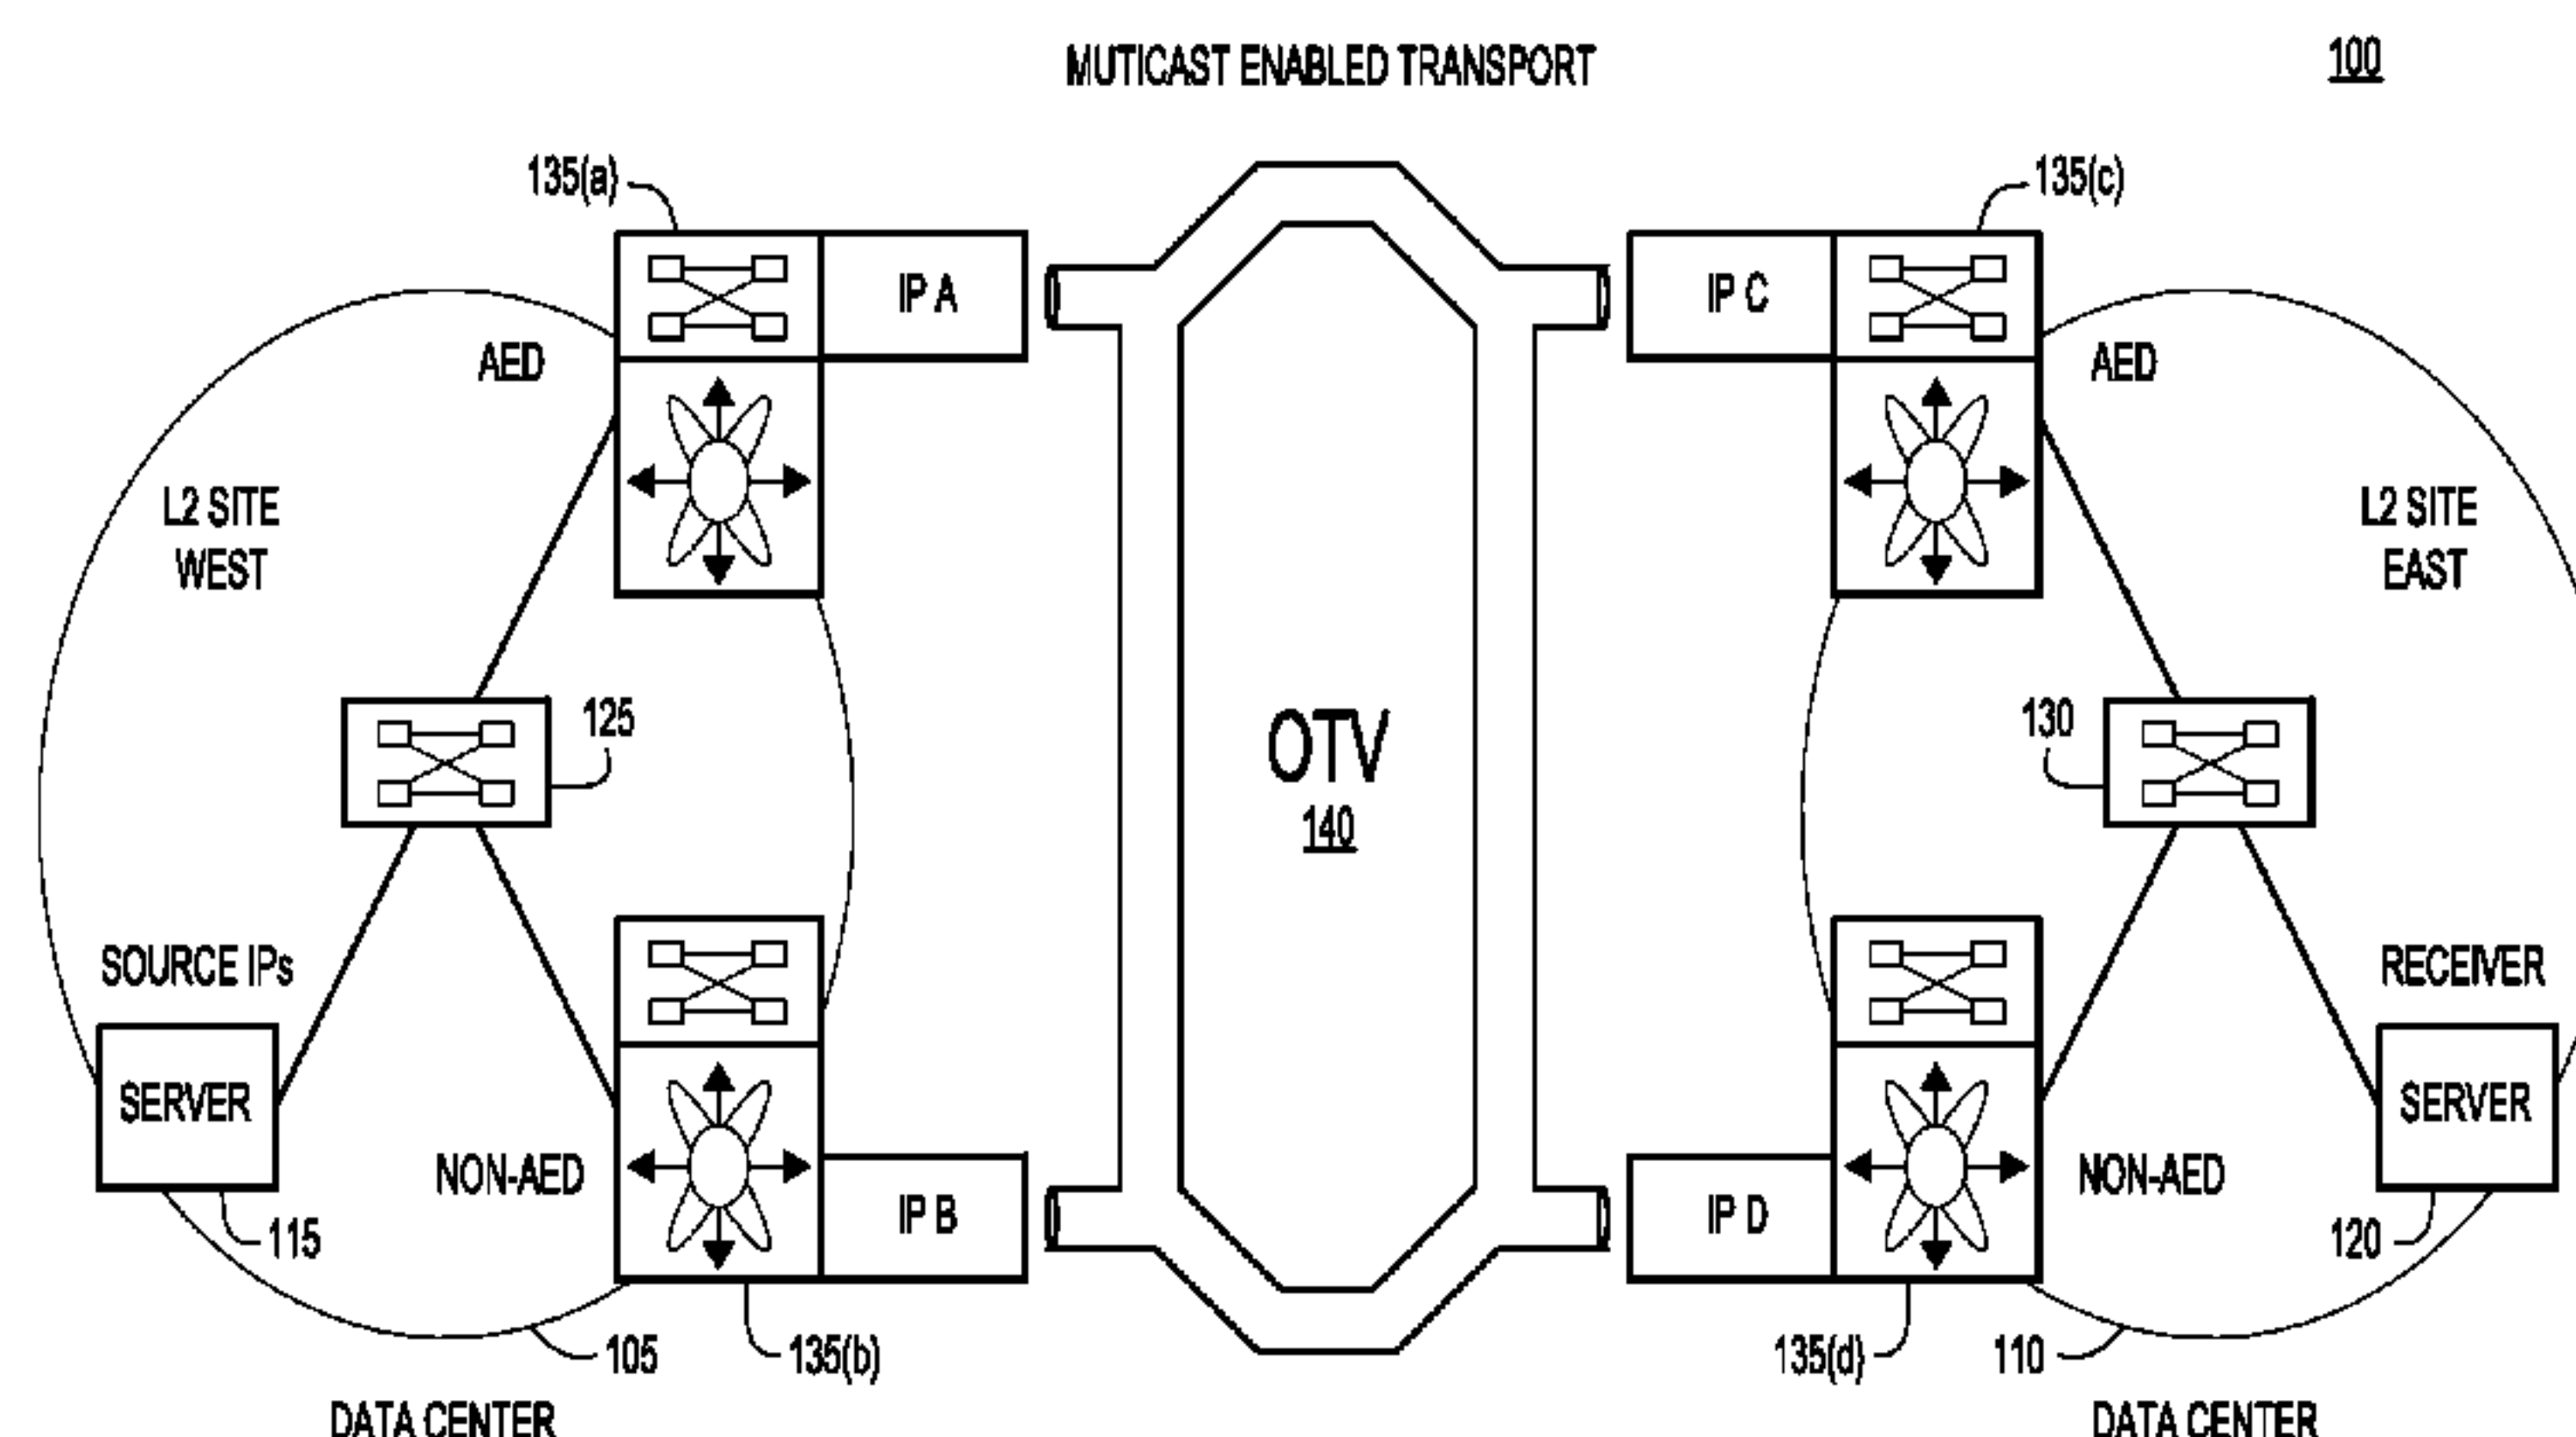 MUTICAST ENABLED TRANSPORT
100
135(a)
135(c)
IP A
IP C
AED
AED
L2 SITE
WEST
L2 SITE
EAST
125
130
OTV
140
SOURCE IPs
RECEIVER
SERVER
SERVER
NON-AED
NON-AED
IP B
IP D
115
120
105
135(b)
135(d)
110
DATA CENTER
DATA CENTER